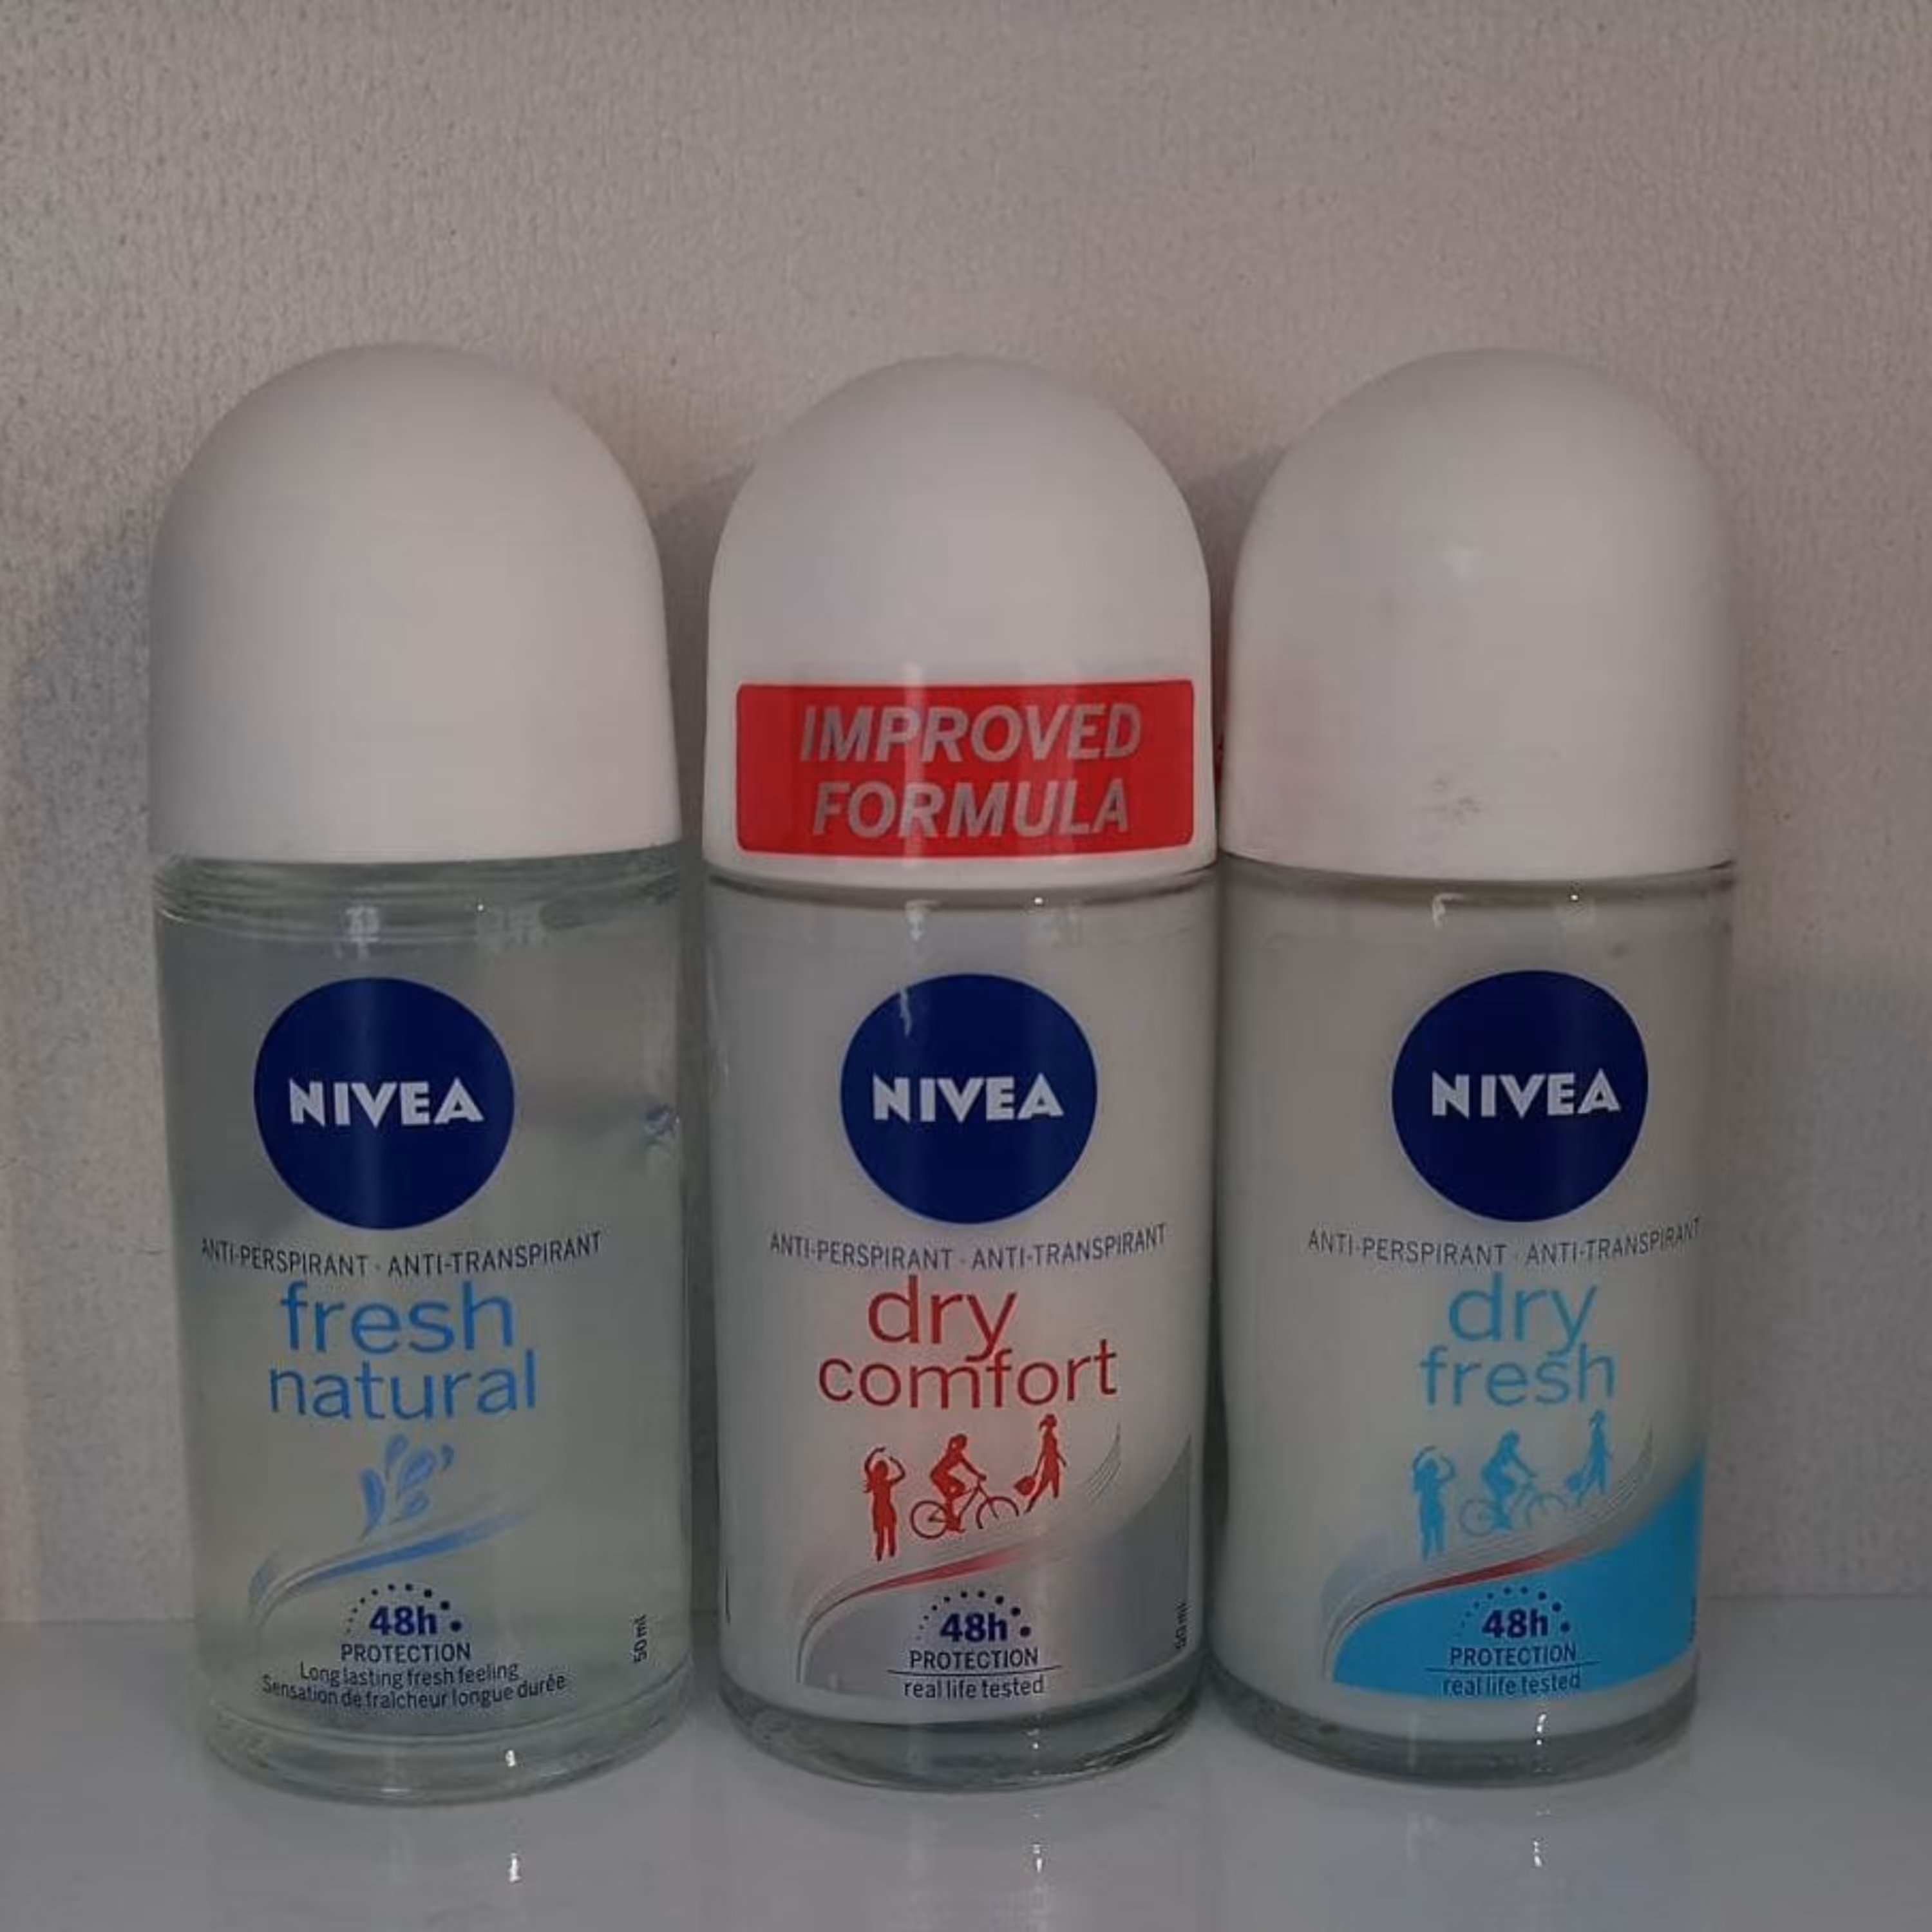 NIVEA
ANTI-PERSPIRANT · ANTI-TRANSPIRANT
fresh
natural
48h
PROTECTION
Long lasting fresh feeling
Sensation de fraîcheur longue durée
50 ml
IMPROVED
FORMULA
NIVEA
ANTI-PERSPIRANT · ANTI-TRANSPIRANT
dry
comfort
48h
PROTECTION
real life tested
50 ml
NIVEA
ANTI-PERSPIRANT · ANTI-TRANSPIRANT
dry
fresh
48h
PROTECTION
real life tested